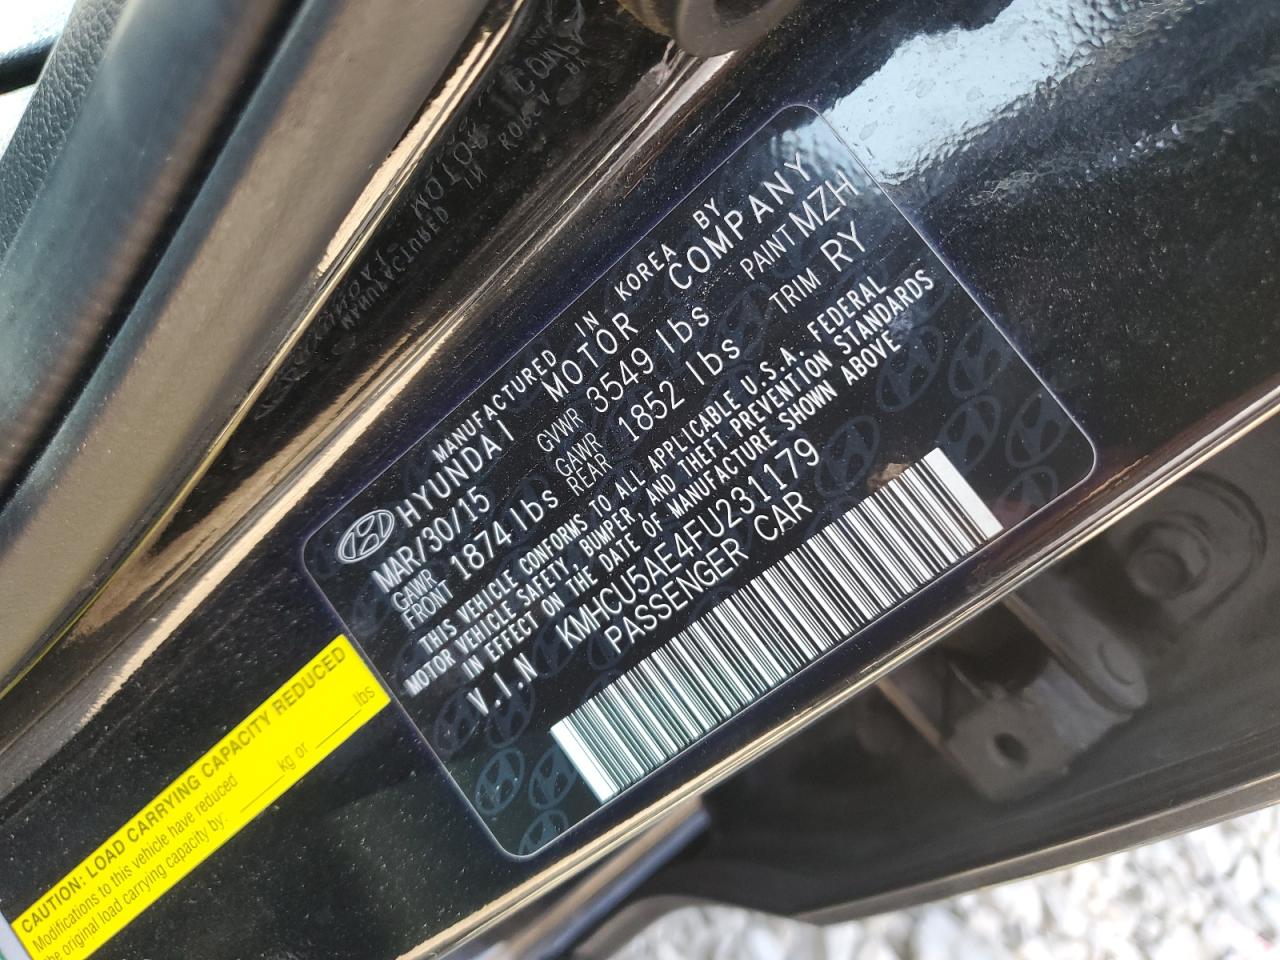 MANUFACTURED IN KOREA BY
HYUNDAI MOTOR COMPANY
MAR/30/15 GVWR 3549 lbs PAINT MZH
GAWR FRONT 1874 lbs GAWR REAR 1852 lbs TRIM RY
THIS VEHICLE CONFORMS TO ALL APPLICABLE U.S.A. FEDERAL
MOTOR VEHICLE SAFETY, BUMPER, AND THEFT PREVENTION STANDARDS
IN EFFECT ON THE DATE OF MANUFACTURE SHOWN ABOVE
V.I.N KMHCU5AE4FU231179
PASSENGER CAR
CAUTION: LOAD CARRYING CAPACITY REDUCED
Modifications to this vehicle have reduced ____kg or ____lbs
the original load carrying capacity by: